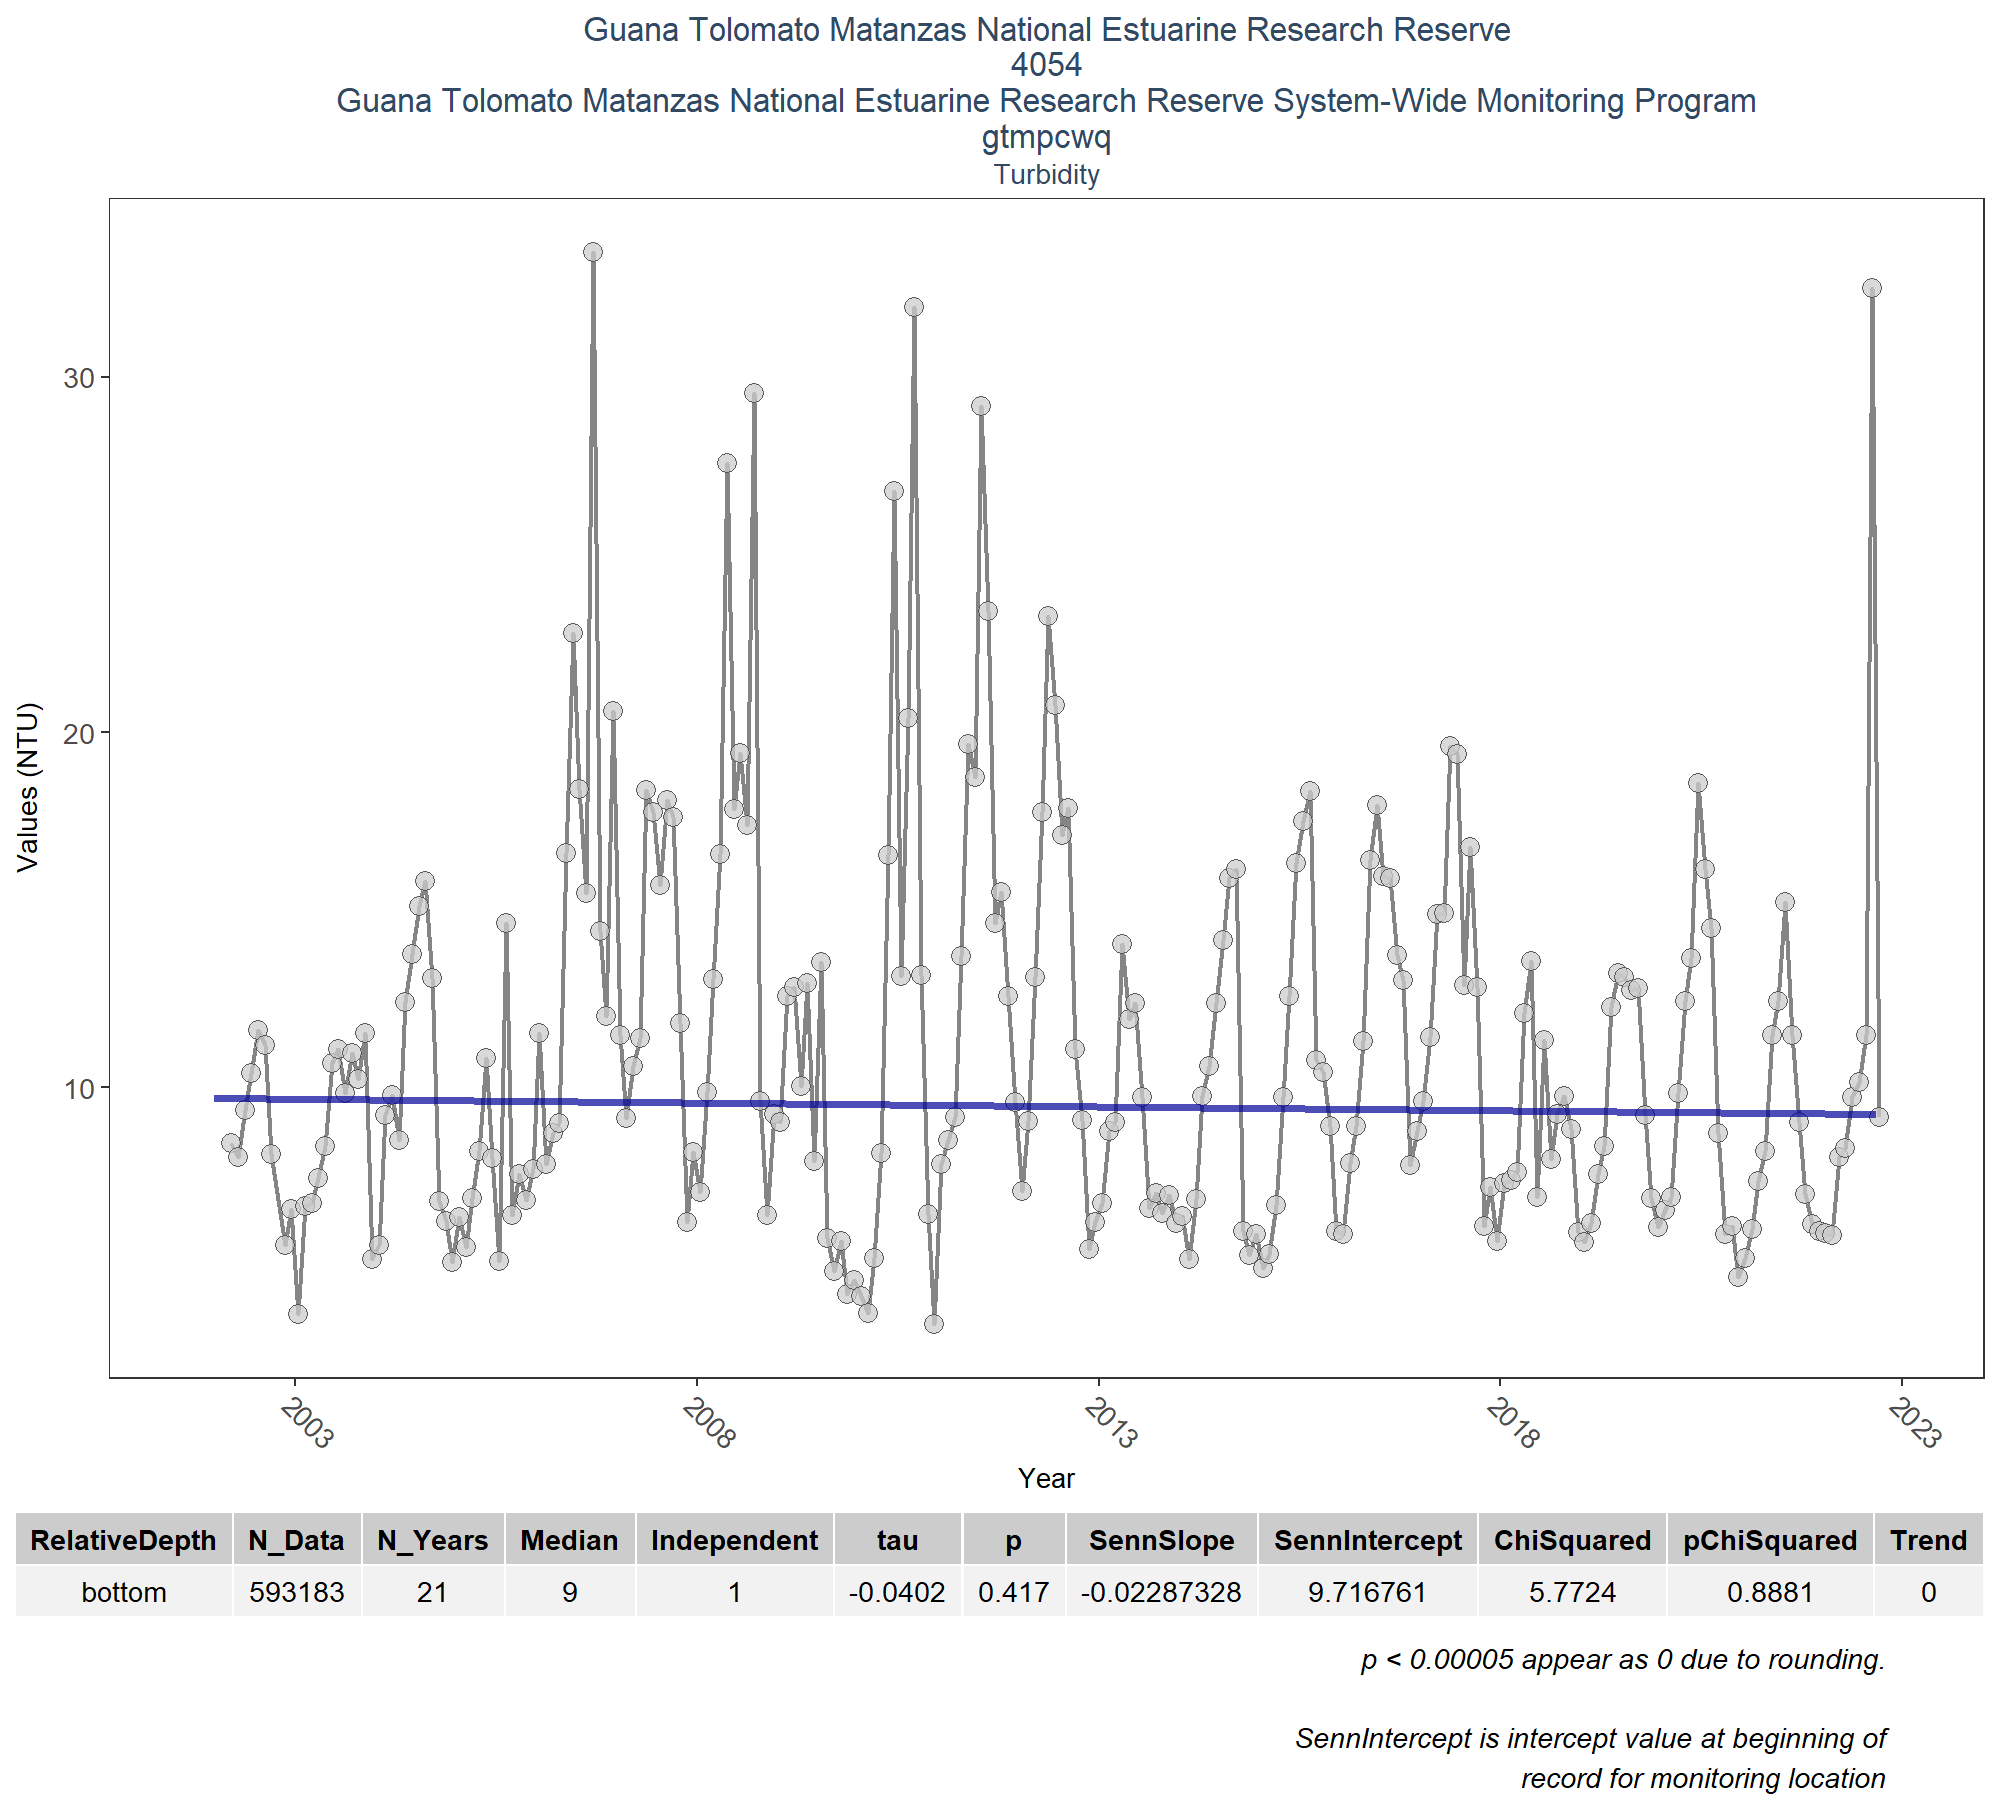 Guana Tolomato Matanzas National Estuarine Research Reserve
4054
Guana Tolomato Matanzas National Estuarine Research Reserve System-Wide Monitoring Program
gtmpcwq
Turbidity
Values (NTU)
30
20
10
2003 2008 2013 2018 2023
Year
RelativeDepth N_Data N_Years Median Independent tau p SennSlope SennIntercept ChiSquared pChiSquared Trend
bottom 593183 21 9 1 -0.0402 0.417 -0.02287328 9.716761 5.7724 0.8881 0
p < 0.00005 appear as 0 due to rounding.
SennIntercept is intercept value at beginning of
record for monitoring location